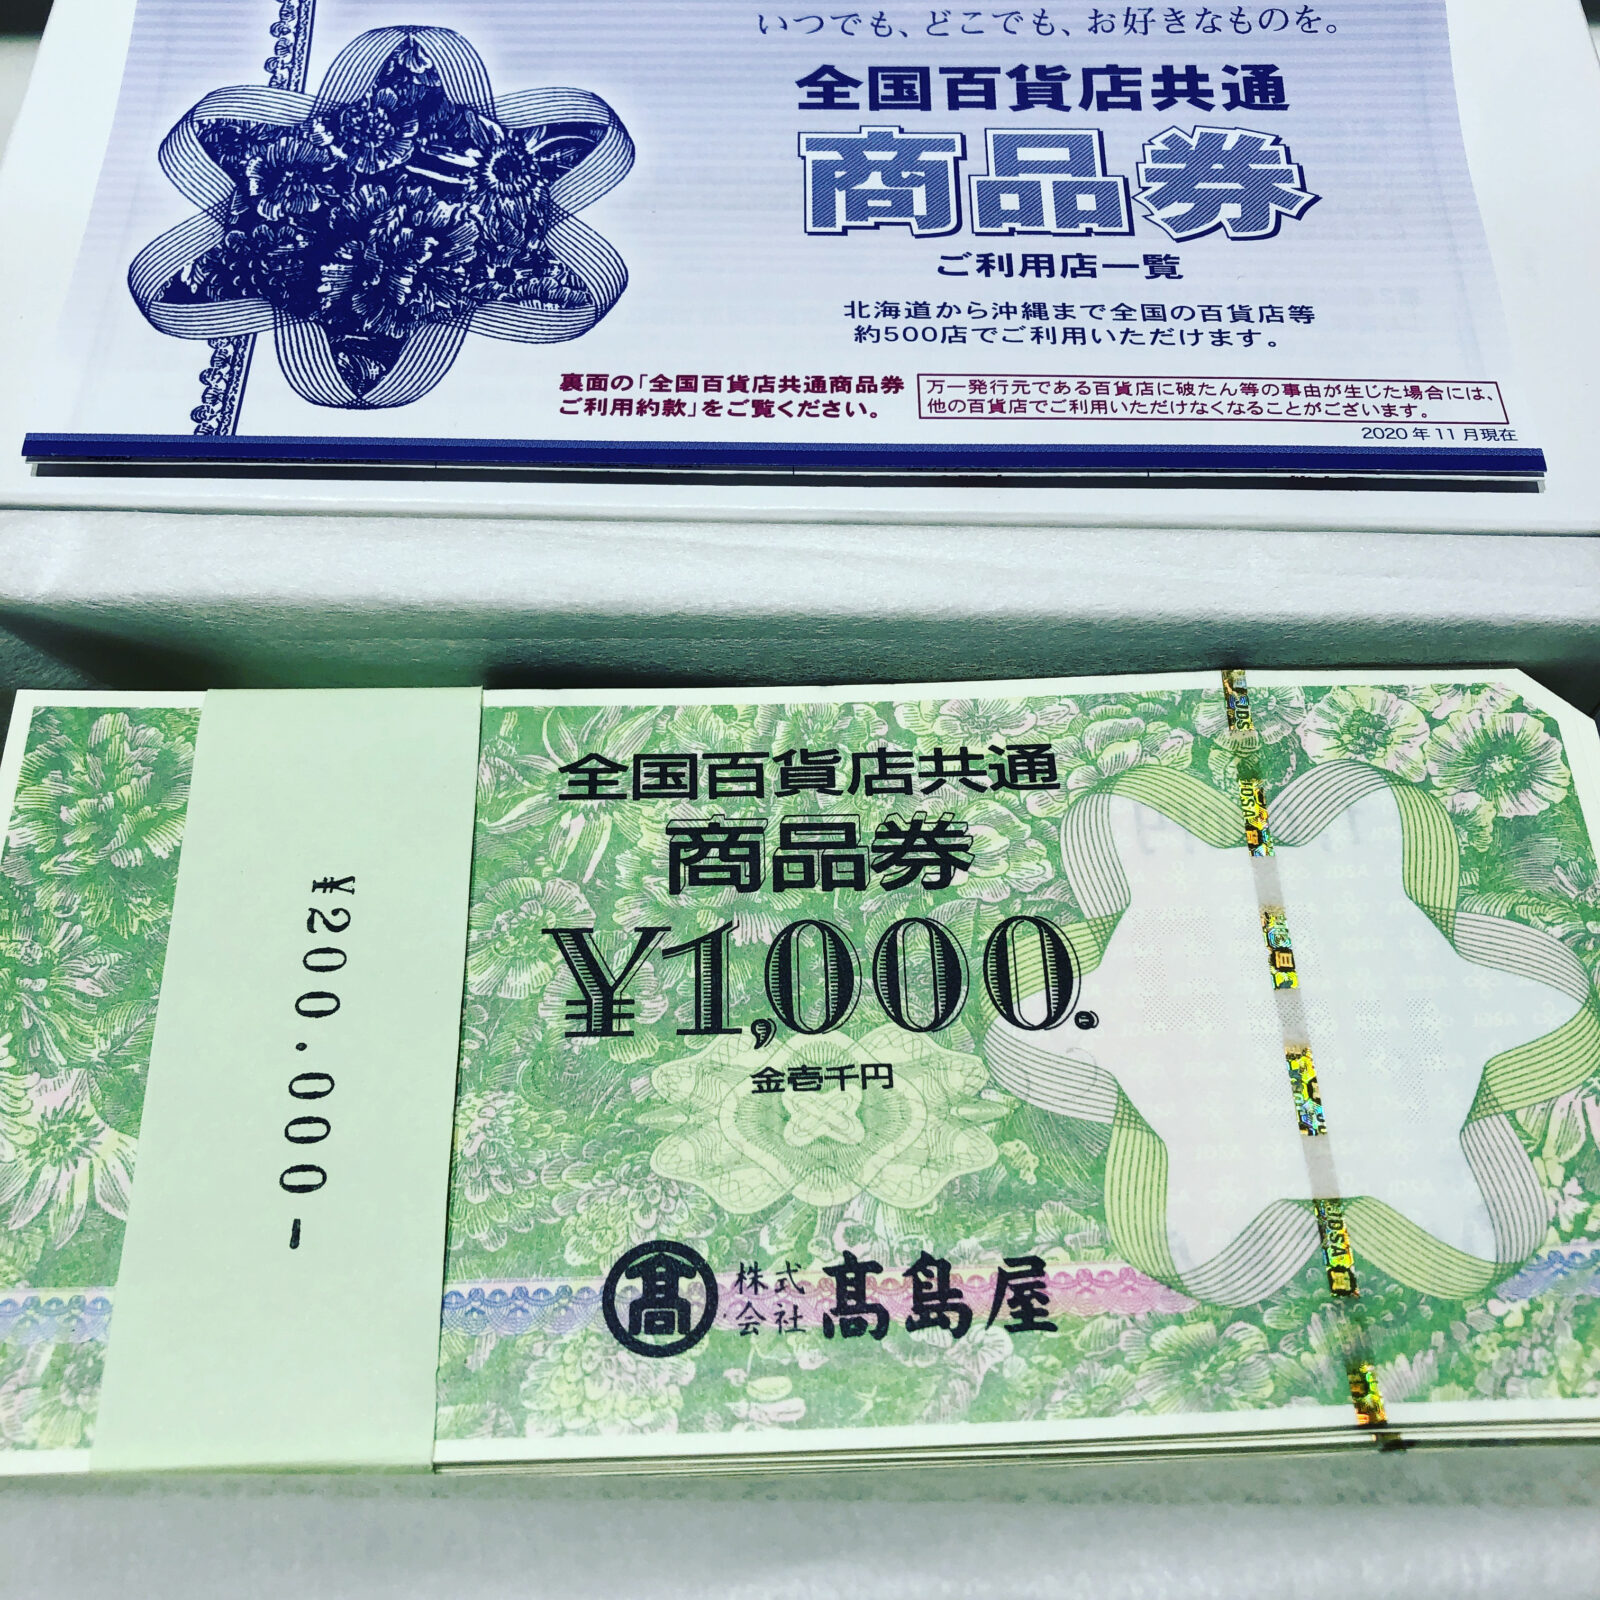 いつでも、どこでも、お好きなものを。
全国百貨店共通
商品券
ご利用店一覧
北海道から沖縄まで全国の百貨店等
約500店でご利用いただけます。
裏面の「全国百貨店共通商品券
ご利用約款」をご覧ください。
万一発行元である百貨店に破たん等の事由が生じた場合には、
他の百貨店でご利用いただけなくなることがございます。
2020年11月現在
¥200.000-
全国百貨店共通
商品券
¥1,000.
金壱千円
髙 株式会社 髙島屋